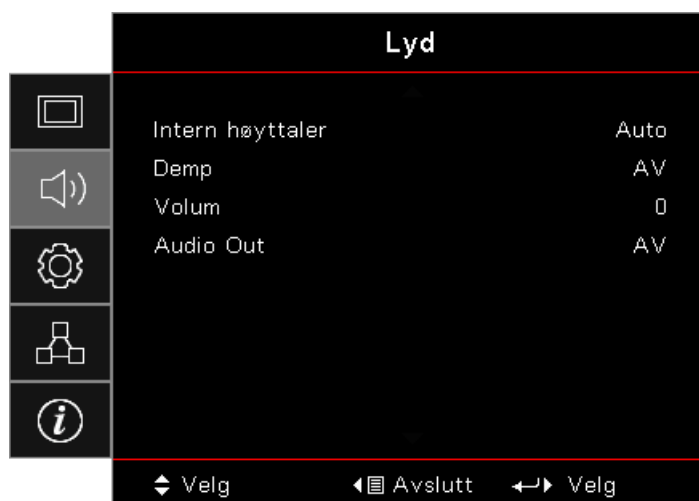 Lyd
Intern høyttaler Auto
Demp AV
Volum 0
Audio Out AV
Velg Avslutt Velg